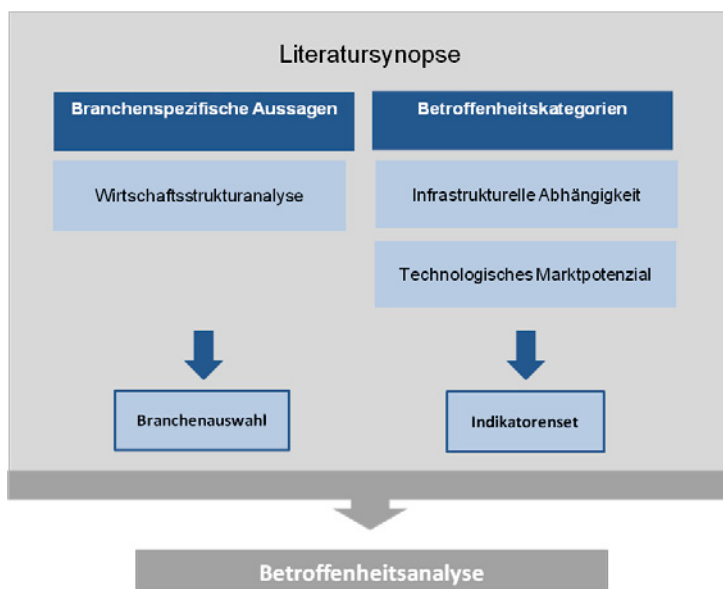 Literatursynopse
Branchenspezifische Aussagen
Betroffenheitskategorien
Wirtschaftsstrukturanalyse
Infrastrukturelle Abhängigkeit
Technologisches Marktpotenzial
Branchenauswahl
Indikatorenset
Betroffenheitsanalyse